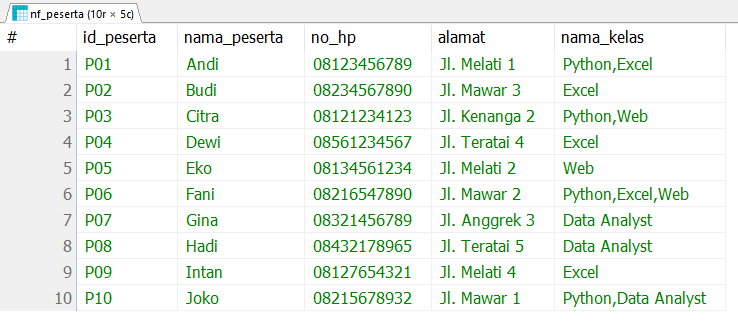 nf_peserta (10r × 5c)
# id_peserta nama_peserta no_hp alamat nama_kelas
1 P01 Andi 08123456789 Jl. Melati 1 Python,Excel
2 P02 Budi 08234567890 Jl. Mawar 3 Excel
3 P03 Citra 08121234123 Jl. Kenanga 2 Python,Web
4 P04 Dewi 08561234567 Jl. Teratai 4 Excel
5 P05 Eko 08134561234 Jl. Melati 2 Web
6 P06 Fani 08216547890 Jl. Mawar 2 Python,Excel,Web
7 P07 Gina 08321456789 Jl. Anggrek 3 Data Analyst
8 P08 Hadi 08432178965 Jl. Teratai 5 Data Analyst
9 P09 Intan 08127654321 Jl. Melati 4 Excel
10 P10 Joko 08215678932 Jl. Mawar 1 Python,Data Analyst